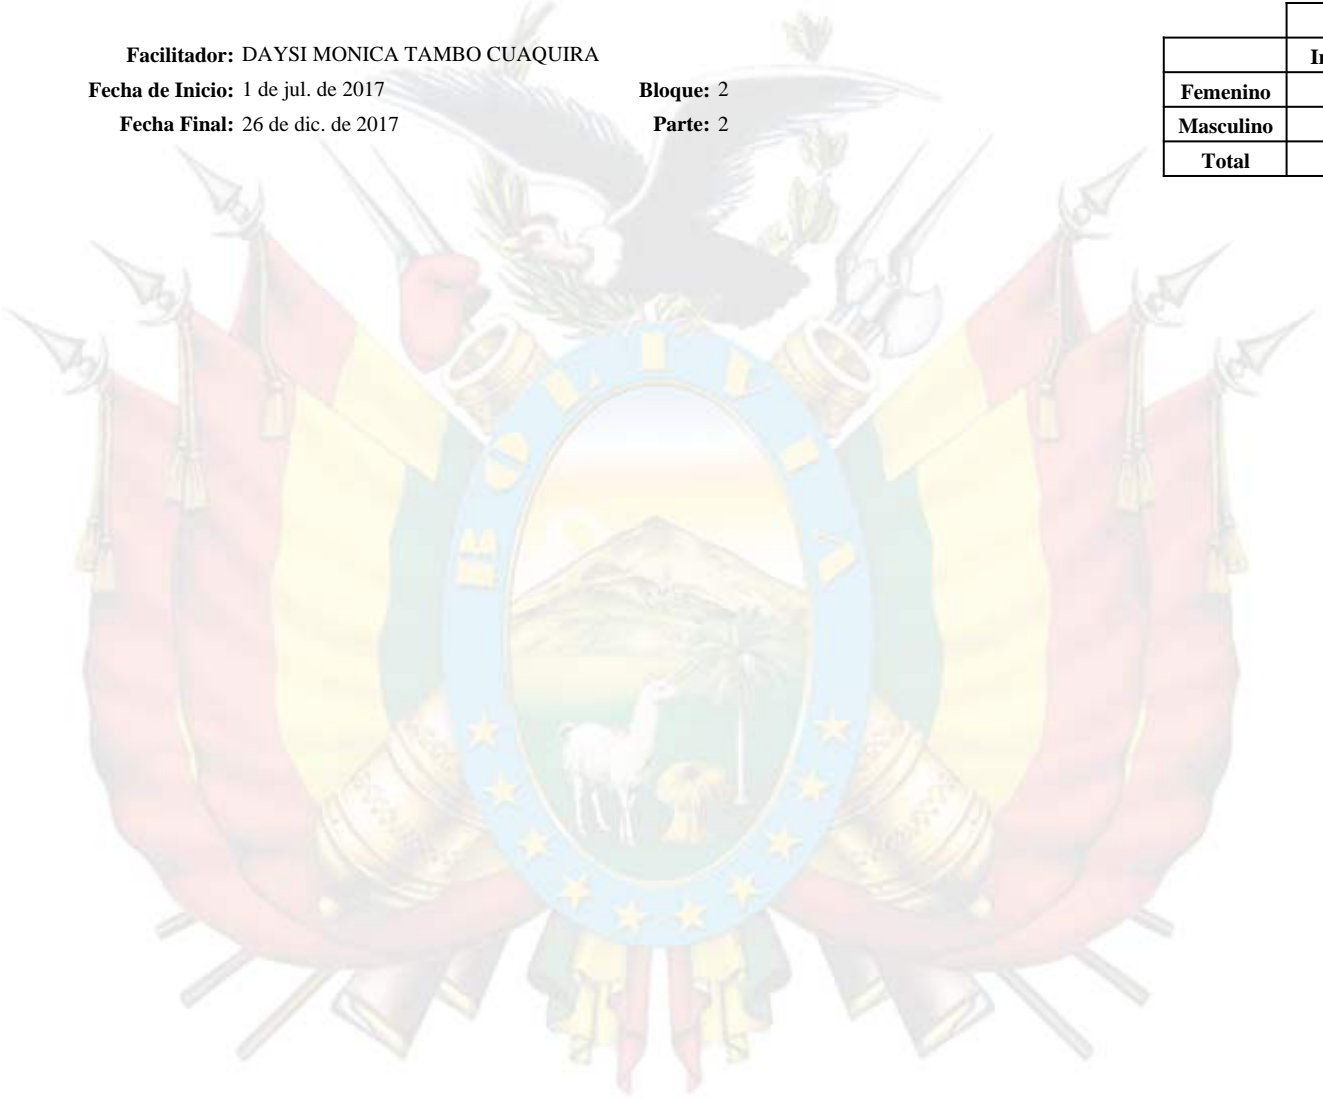 Facilitador: DAYSI MONICA TAMBO CUAQUIRA
Fecha de Inicio: 1 de jul. de 2017 Bloque: 2
Fecha Final: 26 de dic. de 2017 Parte: 2
Femenino
Masculino
Total
BOLIVIA